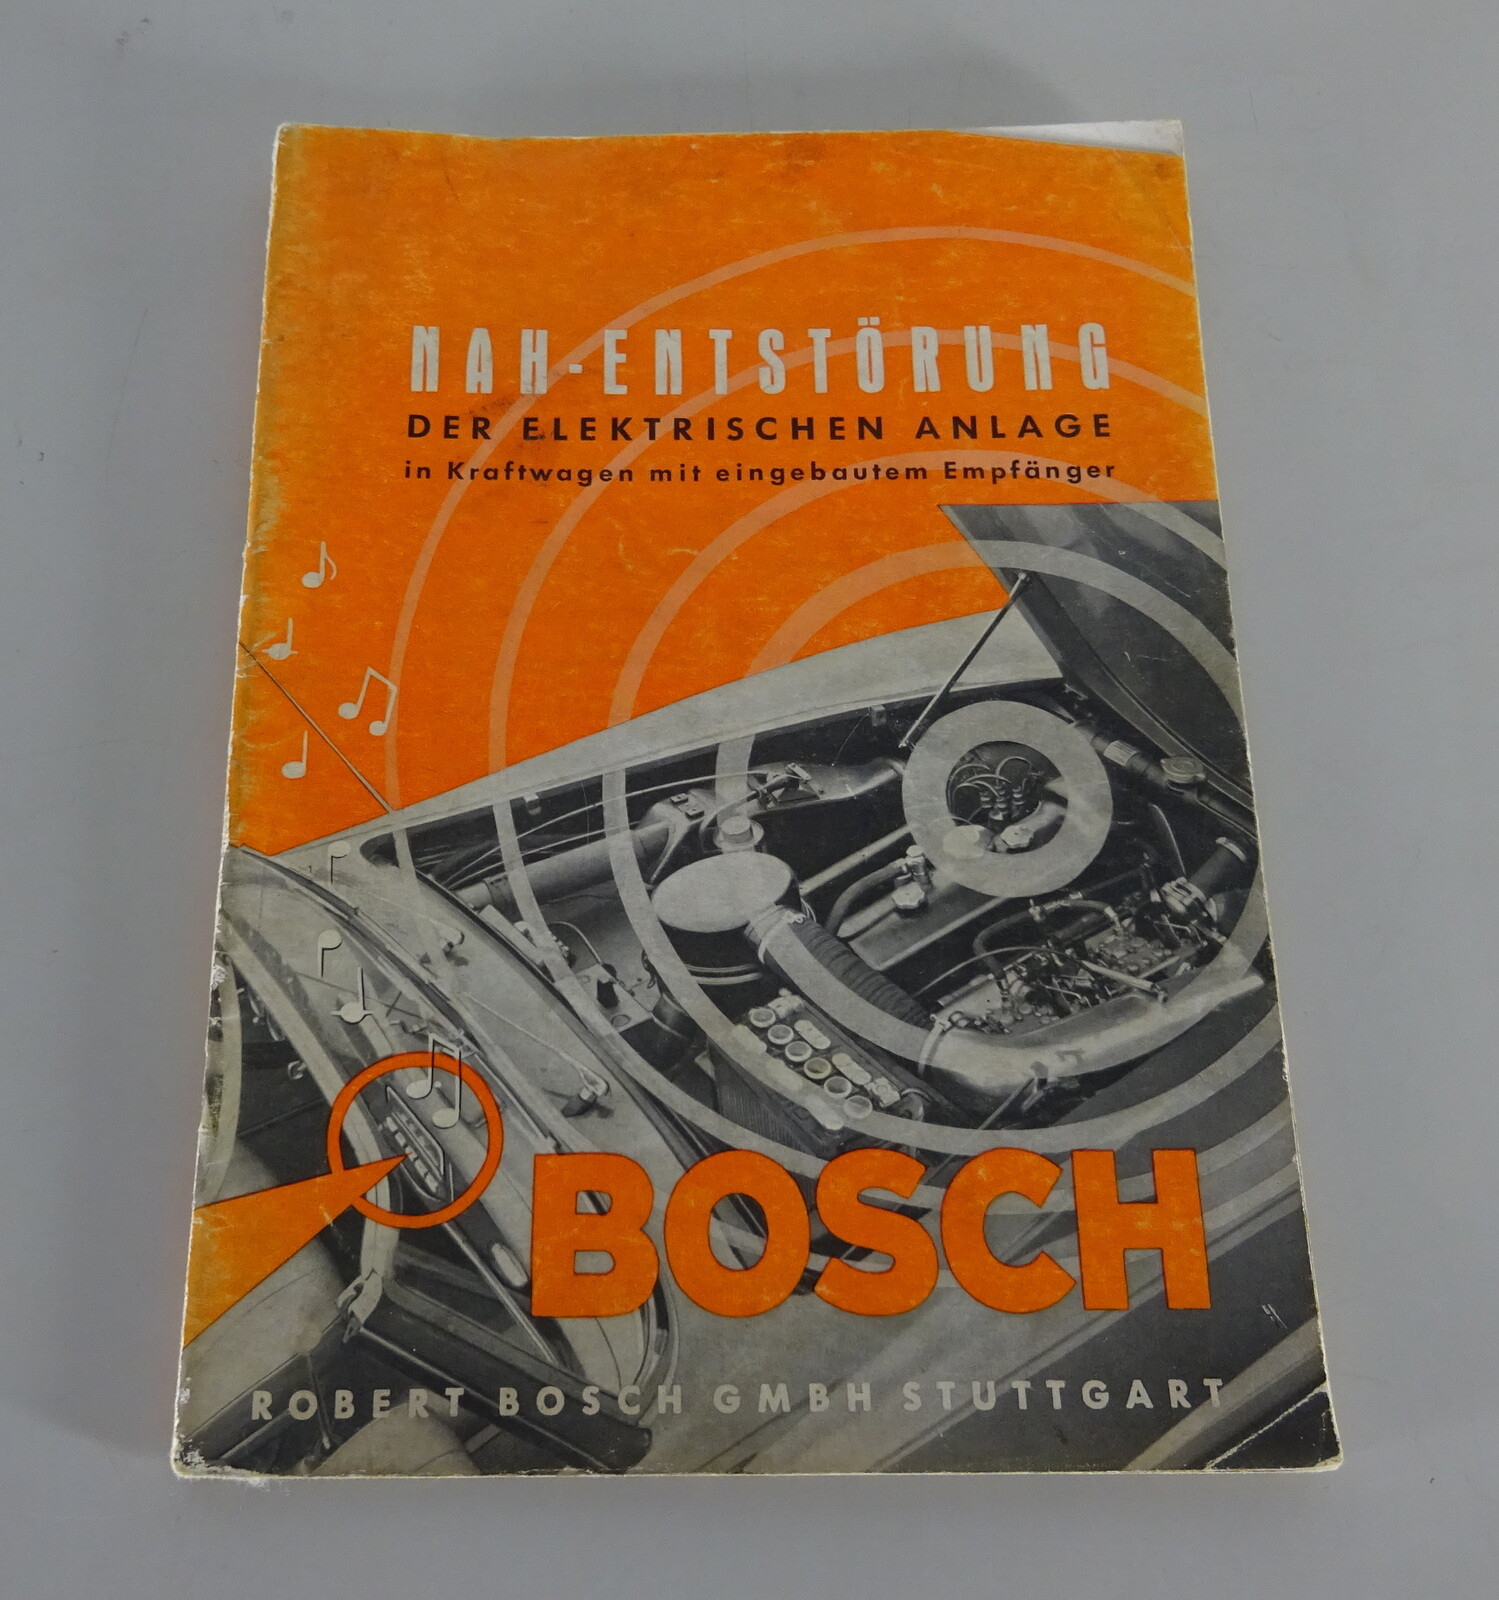 NAH-ENTSTÖRUNG
DER ELEKTRISCHEN ANLAGE
in Kraftwagen mit eingebautem Empfänger
BOSCH
ROBERT BOSCH GMBH STUTTGART